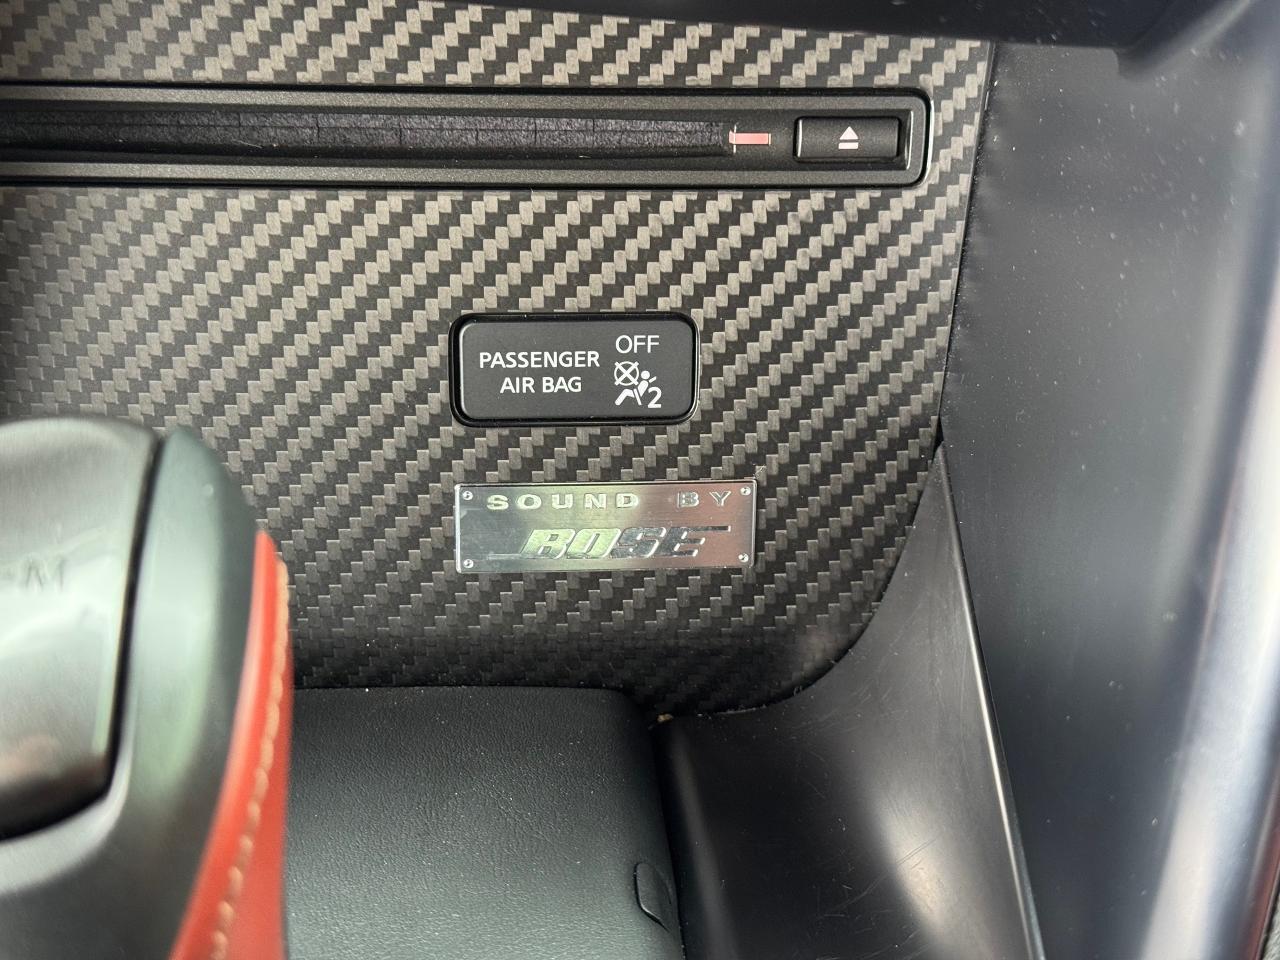 PASSENGER
AIR BAG
OFF
2
SOUND BY
BOSE
M